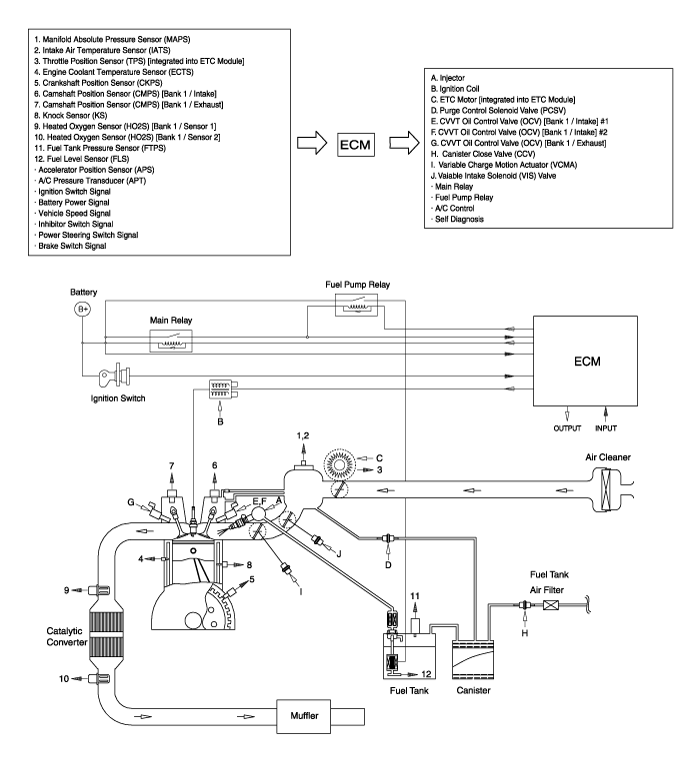 1. Manifold Absolute Pressure Sensor (MAPS)
2. Intake Air Temperature Sensor (IATS)
3. Throttle Position Sensor (TPS) [integrated into ETC Module]
4. Engine Coolant Temperature Sensor (ECTS)
5. Crankshaft Position Sensor (CKPS)
6. Camshaft Position Sensor (CMPS) [Bank 1 / Intake]
7. Camshaft Position Sensor (CMPS) [Bank 1 / Exhaust]
8. Knock Sensor (KS)
9. Heated Oxygen Sensor (HO2S) [Bank 1 / Sensor 1]
10. Heated Oxygen Sensor (HO2S) [Bank 1 / Sensor 2]
11. Fuel Tank Pressure Sensor (FTPS)
12. Fuel Level Sensor (FLS)
· Accelerator Position Sensor (APS)
· A/C Pressure Transducer (APT)
· Ignition Switch Signal
· Battery Power Signal
· Vehicle Speed Signal
· Inhibitor Switch Signal
· Power Steering Switch Signal
· Brake Switch Signal
ECM
A. Injector
B. Ignition Coil
C. ETC Motor [integrated into ETC Module]
D. Purge Control Solenoid Valve (PCSV)
E. CVVT Oil Control Valve (OCV) [Bank 1 / Intake] #1
F. CVVT Oil Control Valve (OCV) [Bank 1 / Intake] #2
G. CVVT Oil Control Valve (OCV) [Bank 1 / Exhaust]
H. Canister Close Valve (CCV)
I. Variable Charge Motion Actuator (VCMA)
J. Vaiable Intake Solenoid (VIS) Valve
· Main Relay
· Fuel Pump Relay
· A/C Control
· Self Diagnosis
Fuel Pump Relay
Battery
B+
Main Relay
ECM
Ignition Switch
B
OUTPUT INPUT
1,2
C
3
Air Cleaner
7
6
G
E,F
A
J
D
4
8
5
I
9
11
Fuel Tank
Air Filter
H
Catalytic
Converter
10
12
Fuel Tank
Canister
Muffler